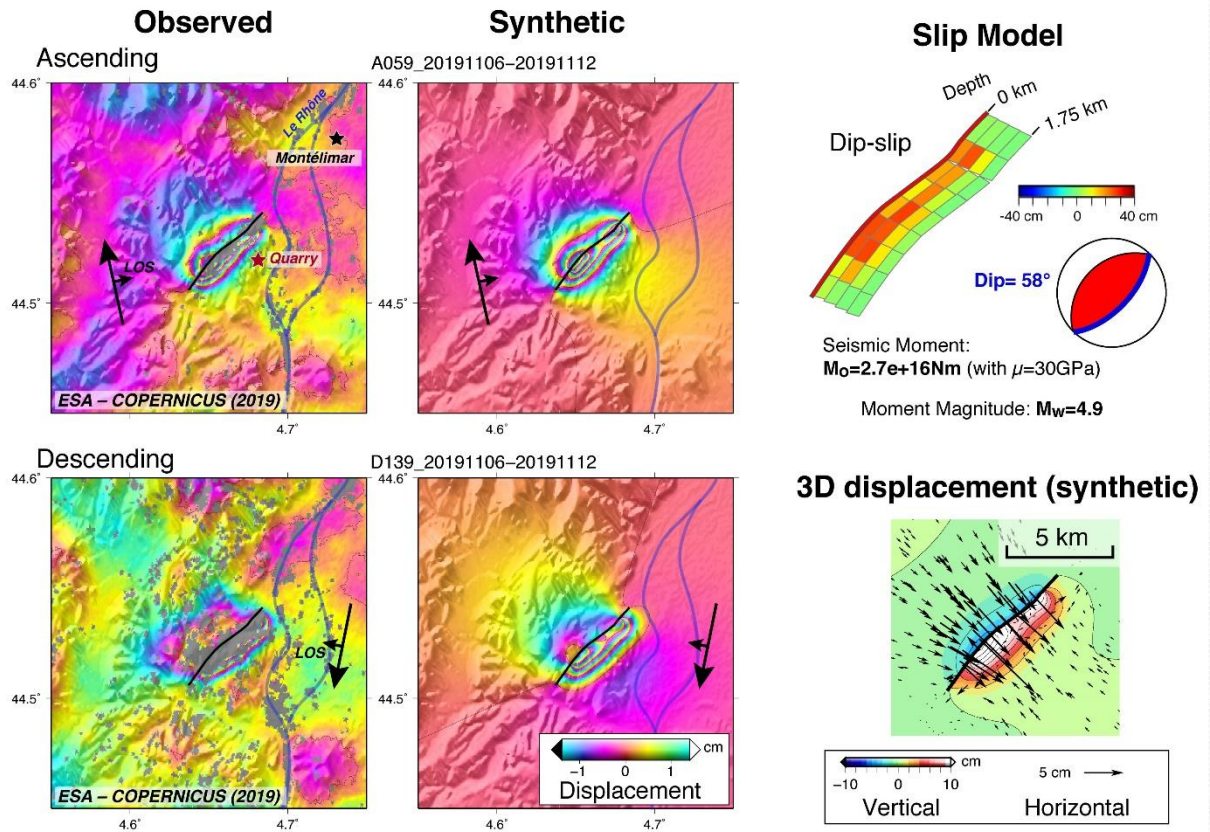 Observed
Synthetic
Ascending
A059_20191106–20191112
44.6°
44.5°
Le Rhône
Montélimar
LOS
Quarry
ESA – COPERNICUS (2019)
4.6°
4.7°
44.6°
44.5°
4.6°
4.7°
Descending
D139_20191106–20191112
44.6°
44.5°
LOS
ESA – COPERNICUS (2019)
4.6°
4.7°
44.6°
44.5°
4.6°
4.7°
cm
−1 0 1
Displacement
Slip Model
Depth
0 km
1.75 km
Dip-slip
-40 cm 0 40 cm
Dip= 58°
Seismic Moment:
Mo=2.7e+16Nm (with μ=30GPa)
Moment Magnitude: Mw=4.9
3D displacement (synthetic)
5 km
cm
−10 0 10
Vertical
5 cm
Horizontal